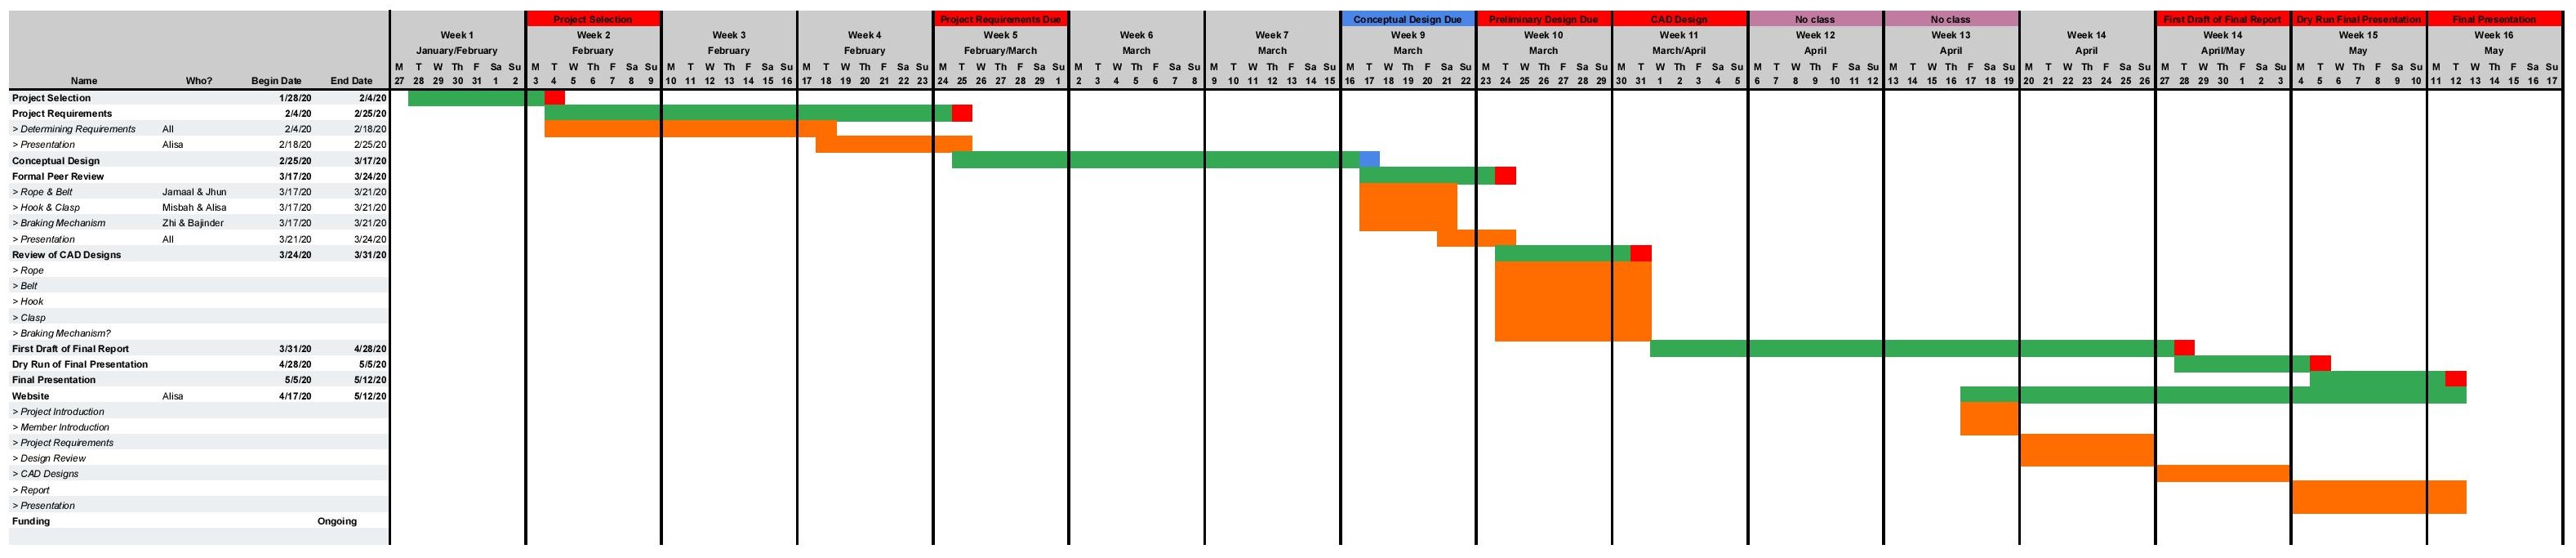 Project Selection Project Requirements Due Conceptual Design Due Preliminary Design Due CAD Design No class No class First Draft of Final Report Dry Run Final Presentation Final Presentation
Week 1 Week 2 Week 3 Week 4 Week 5 Week 6 Week 7 Week 9 Week 10 Week 11 Week 12 Week 13 Week 14 Week 14 Week 15 Week 16
January/February February February February February/March March March March March March/April April April April April/May May May
M T W Th F Sa Su M T W Th F Sa Su M T W Th F Sa Su M T W Th F Sa Su M T W Th F Sa Su M T W Th F Sa Su M T W Th F Sa Su M T W Th F Sa Su M T W Th F Sa Su M T W Th F Sa Su M T W Th F Sa Su M T W Th F Sa Su M T W Th F Sa Su M T W Th F Sa Su M T W Th F Sa Su M T W Th F Sa Su
Name Who? Begin Date End Date 27 28 29 30 31 1 2 3 4 5 6 7 8 9 10 11 12 13 14 15 16 17 18 19 20 21 22 23 24 25 26 27 28 29 1 2 3 4 5 6 7 8 9 10 11 12 13 14 15 16 17 18 19 20 21 22 23 24 25 26 27 28 29 30 31 1 2 3 4 5 6 7 8 9 10 11 12 13 14 15 16 17 18 19 20 21 22 23 24 25 26 27 28 29 30 1 2 3 4 5 6 7 8 9 10 11 12 13 14 15 16 17
Project Selection 1/28/20 2/4/20
Project Requirements 2/4/20 2/25/20
> Determining Requirements All 2/4/20 2/18/20
> Presentation Alisa 2/18/20 2/25/20
Conceptual Design 2/25/20 3/17/20
Formal Peer Review 3/17/20 3/24/20
> Rope & Belt Jamaal & Jhun 3/17/20 3/21/20
> Hook & Clasp Misbah & Alisa 3/17/20 3/21/20
> Braking Mechanism Zhi & Bajinder 3/17/20 3/21/20
> Presentation All 3/21/20 3/24/20
Review of CAD Designs 3/24/20 3/31/20
> Rope
> Belt
> Hook
> Clasp
> Braking Mechanism?
First Draft of Final Report 3/31/20 4/28/20
Dry Run of Final Presentation 4/28/20 5/5/20
Final Presentation 5/5/20 5/12/20
Website Alisa 4/17/20 5/12/20
> Project Introduction
> Member Introduction
> Project Requirements
> Design Review
> CAD Designs
> Report
> Presentation
Funding Ongoing